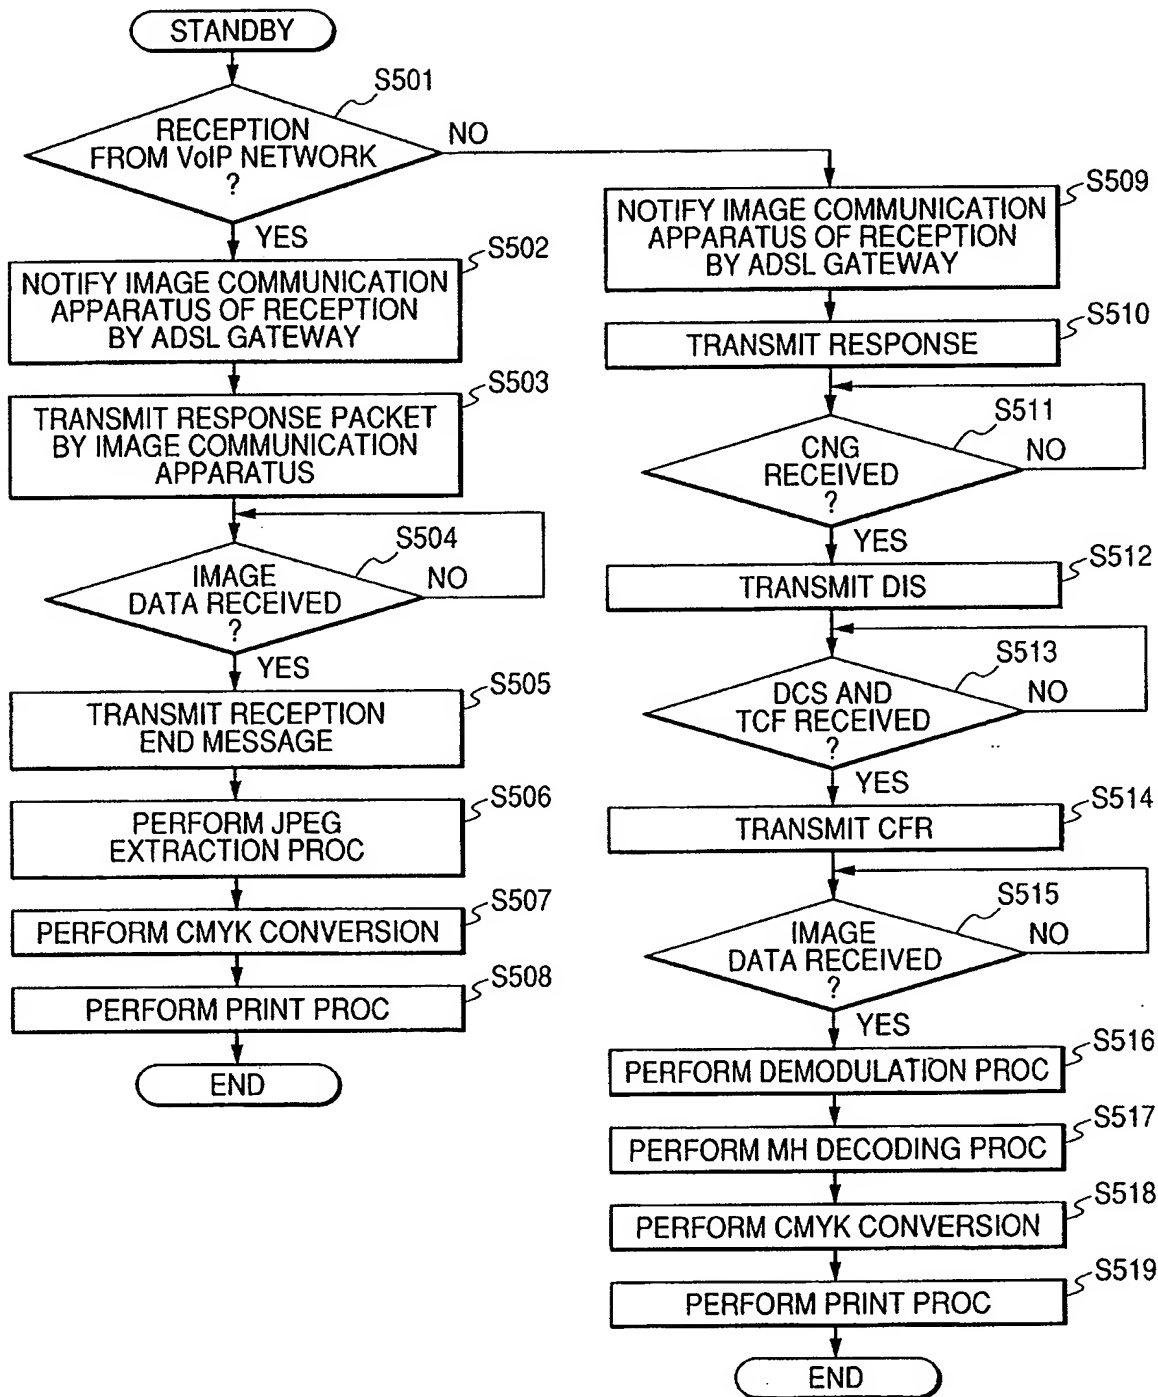 STANDBY
S501
RECEPTION
FROM VoIP NETWORK
?
NO
YES
S502
NOTIFY IMAGE COMMUNICATION
APPARATUS OF RECEPTION
BY ADSL GATEWAY
S503
TRANSMIT RESPONSE PACKET
BY IMAGE COMMUNICATION
APPARATUS
S504
IMAGE
DATA RECEIVED
?
NO
YES
S505
TRANSMIT RECEPTION
END MESSAGE
S506
PERFORM JPEG
EXTRACTION PROC
S507
PERFORM CMYK CONVERSION
S508
PERFORM PRINT PROC
END
S509
NOTIFY IMAGE COMMUNICATION
APPARATUS OF RECEPTION
BY ADSL GATEWAY
S510
TRANSMIT RESPONSE
S511
CNG
RECEIVED
?
NO
YES
S512
TRANSMIT DIS
S513
DCS AND
TCF RECEIVED
?
NO
YES
S514
TRANSMIT CFR
S515
IMAGE
DATA RECEIVED
?
NO
YES
S516
PERFORM DEMODULATION PROC
S517
PERFORM MH DECODING PROC
S518
PERFORM CMYK CONVERSION
S519
PERFORM PRINT PROC
END